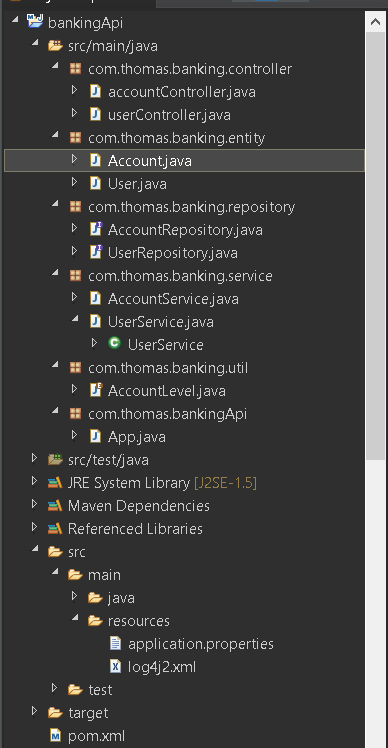 bankingApi
src/main/java
com.thomas.banking.controller
accountController.java
userController.java
com.thomas.banking.entity
Account.java
User.java
com.thomas.banking.repository
AccountRepository.java
UserRepository.java
com.thomas.banking.service
AccountService.java
UserService.java
UserService
com.thomas.banking.util
AccountLevel.java
com.thomas.bankingApi
App.java
src/test/java
JRE System Library [J2SE-1.5]
Maven Dependencies
Referenced Libraries
src
main
java
resources
application.properties
log4j2.xml
test
target
pom.xml